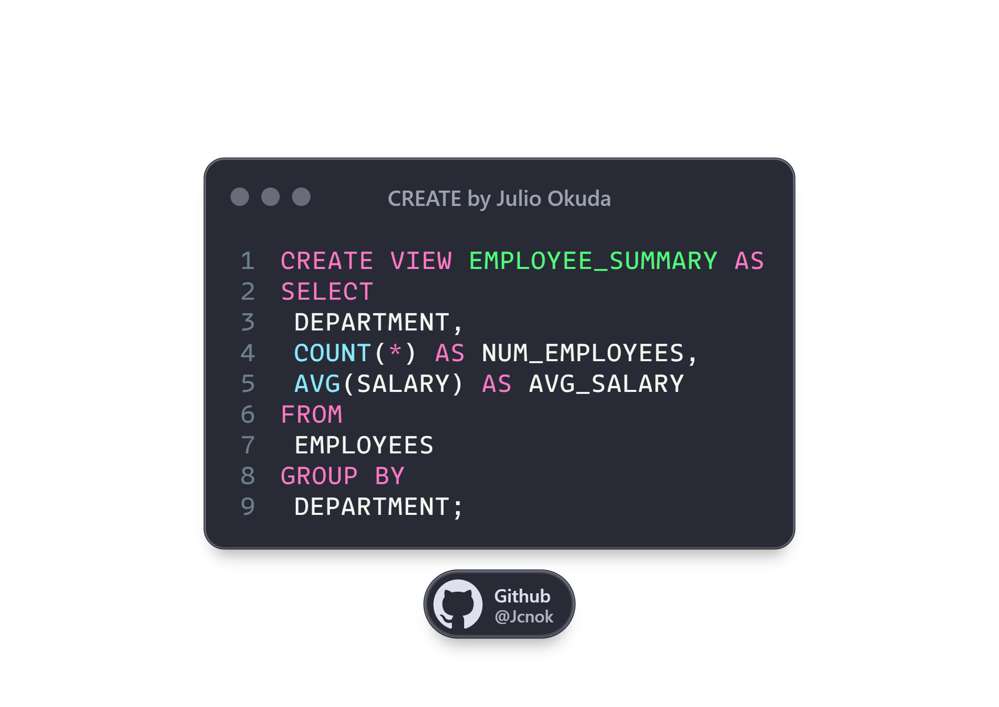 CREATE by Julio Okuda
1 CREATE VIEW EMPLOYEE_SUMMARY AS
2 SELECT
3  DEPARTMENT,
4  COUNT(*) AS NUM_EMPLOYEES,
5  AVG(SALARY) AS AVG_SALARY
6 FROM
7  EMPLOYEES
8 GROUP BY
9  DEPARTMENT;
Github
@Jcnok